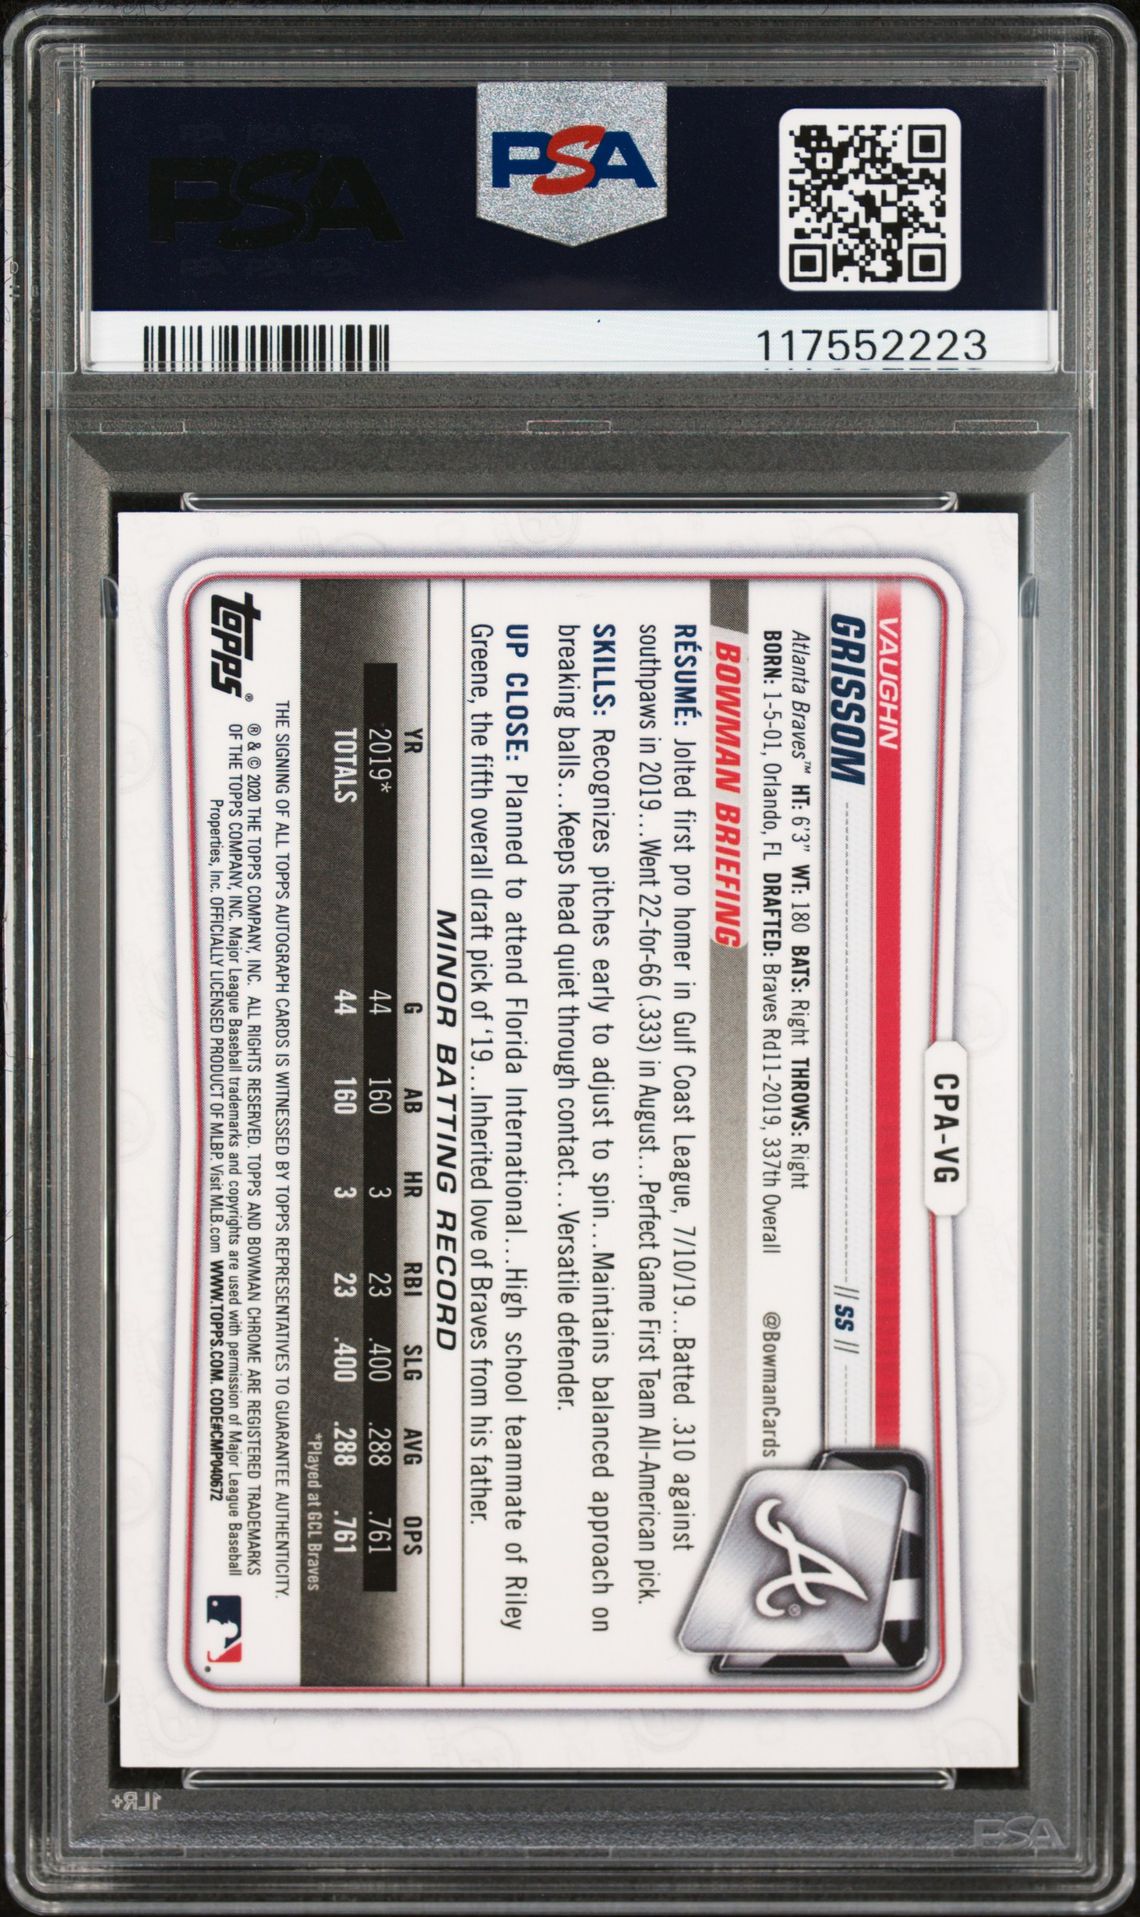 PSA
PSA
117552223
CPA-VG
VAUGHN
GRISSOM
// SS //
Atlanta Braves™ HT: 6'3" WT: 180 BATS: Right THROWS: Right
BORN: 1-5-01, Orlando, FL DRAFTED: Braves Rd11-2019, 337th Overall
@BowmanCards
A®
BOWMAN BRIEFING
RÉSUMÉ: Jolted first pro homer in Gulf Coast League, 7/10/19...Batted .310 against
southpaws in 2019...Went 22-for-66 (.333) in August...Perfect Game First Team All-American pick.
SKILLS: Recognizes pitches early to adjust to spin...Maintains balanced approach on
breaking balls...Keeps head quiet through contact...Versatile defender.
UP CLOSE: Planned to attend Florida International...High school teammate of Riley
Greene, the fifth overall draft pick of '19...Inherited love of Braves from his father.
MINOR BATTING RECORD
YR G AB HR RBI SLG AVG OPS
2019* 44 160 3 23 .400 .288 .761
TOTALS 44 160 3 23 .400 .288 .761
*Played at GCL Braves
THE SIGNING OF ALL TOPPS AUTOGRAPH CARDS IS WITNESSED BY TOPPS REPRESENTATIVES TO GUARANTEE AUTHENTICITY.
topps®
® & © 2020 THE TOPPS COMPANY, INC. ALL RIGHTS RESERVED. TOPPS AND BOWMAN CHROME ARE REGISTERED TRADEMARKS
OF THE TOPPS COMPANY, INC. Major League Baseball trademarks and copyrights are used with permission of Major League Baseball
Properties, Inc. OFFICIALLY LICENSED PRODUCT OF MLBP. Visit MLB.com WWW.TOPPS.COM. CODE#CMP040672
1LR+
PSA